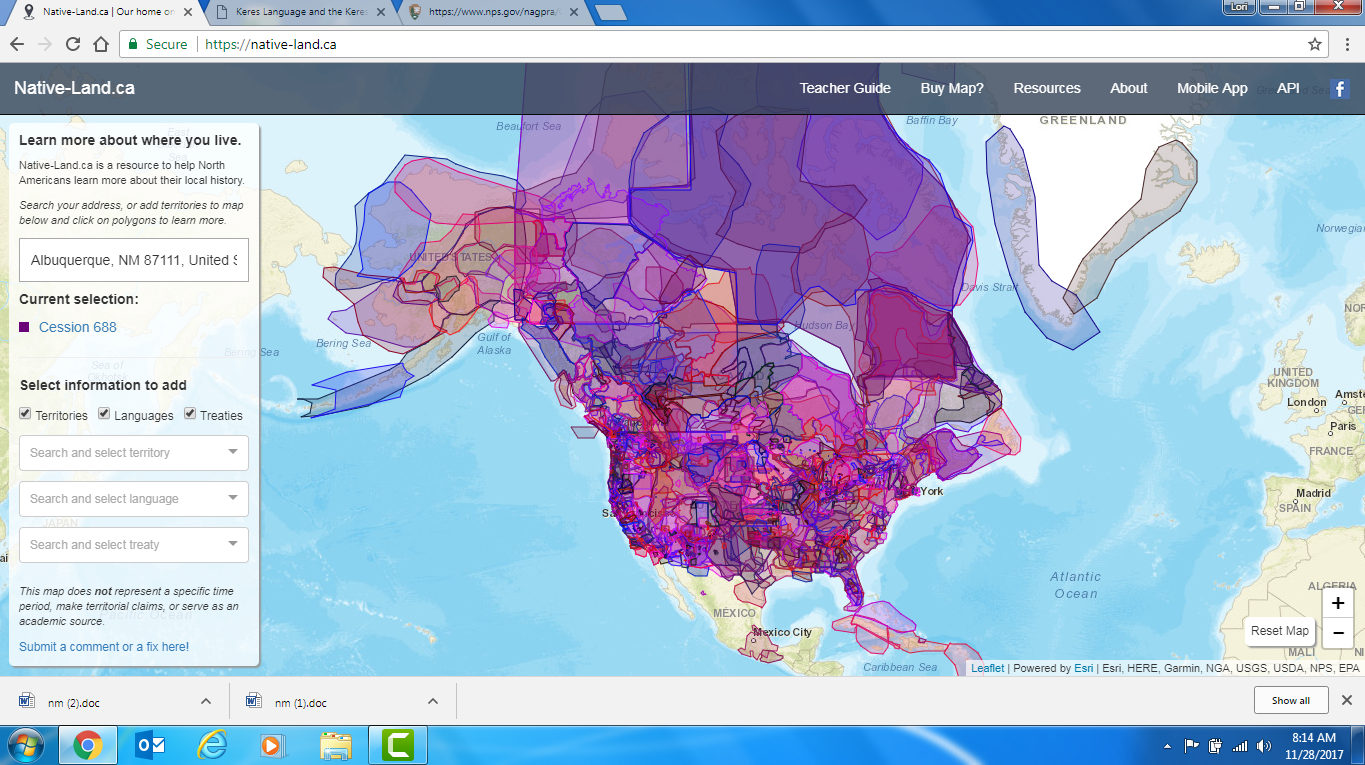 Native-Land.ca | Our home on
Keres Language and the Keres
https://www.nps.gov/nagpra/
Lori
Secure
https://native-land.ca
Native-Land.ca
Teacher Guide
Buy Map?
Resources
About
Mobile App
API
Learn more about where you live.
Native-Land.ca is a resource to help North
Americans learn more about their local history.
Search your address, or add territories to map
below and click on polygons to learn more.
Albuquerque, NM 87111, United S
Current selection:
Cession 688
Select information to add
Territories
Languages
Treaties
Search and select territory
Search and select language
Search and select treaty
This map does not represent a specific time
period, make territorial claims, or serve as an
academic source.
Submit a comment or a fix here!
Beaufort Sea
Baffin Bay
GREENLAND
Norwegian
UNITED STATES
Davis Strait
Hudson Bay
Bering Sea
Bering Sea
Gulf of
Alaska
UNITED
KINGDOM
London
Amste
Paris
FRANCE
Madrid
SPAIN
York
JAPAN
Atlantic
Ocean
ALGERIA
MÉXICO
Mexico City
Caribbean Sea
MALI
+
−
Reset Map
Leaflet | Powered by Esri | Esri, HERE, Garmin, NGA, USGS, USDA, NPS, EPA
nm (2).doc
nm (1).doc
Show all
8:14 AM
11/28/2017